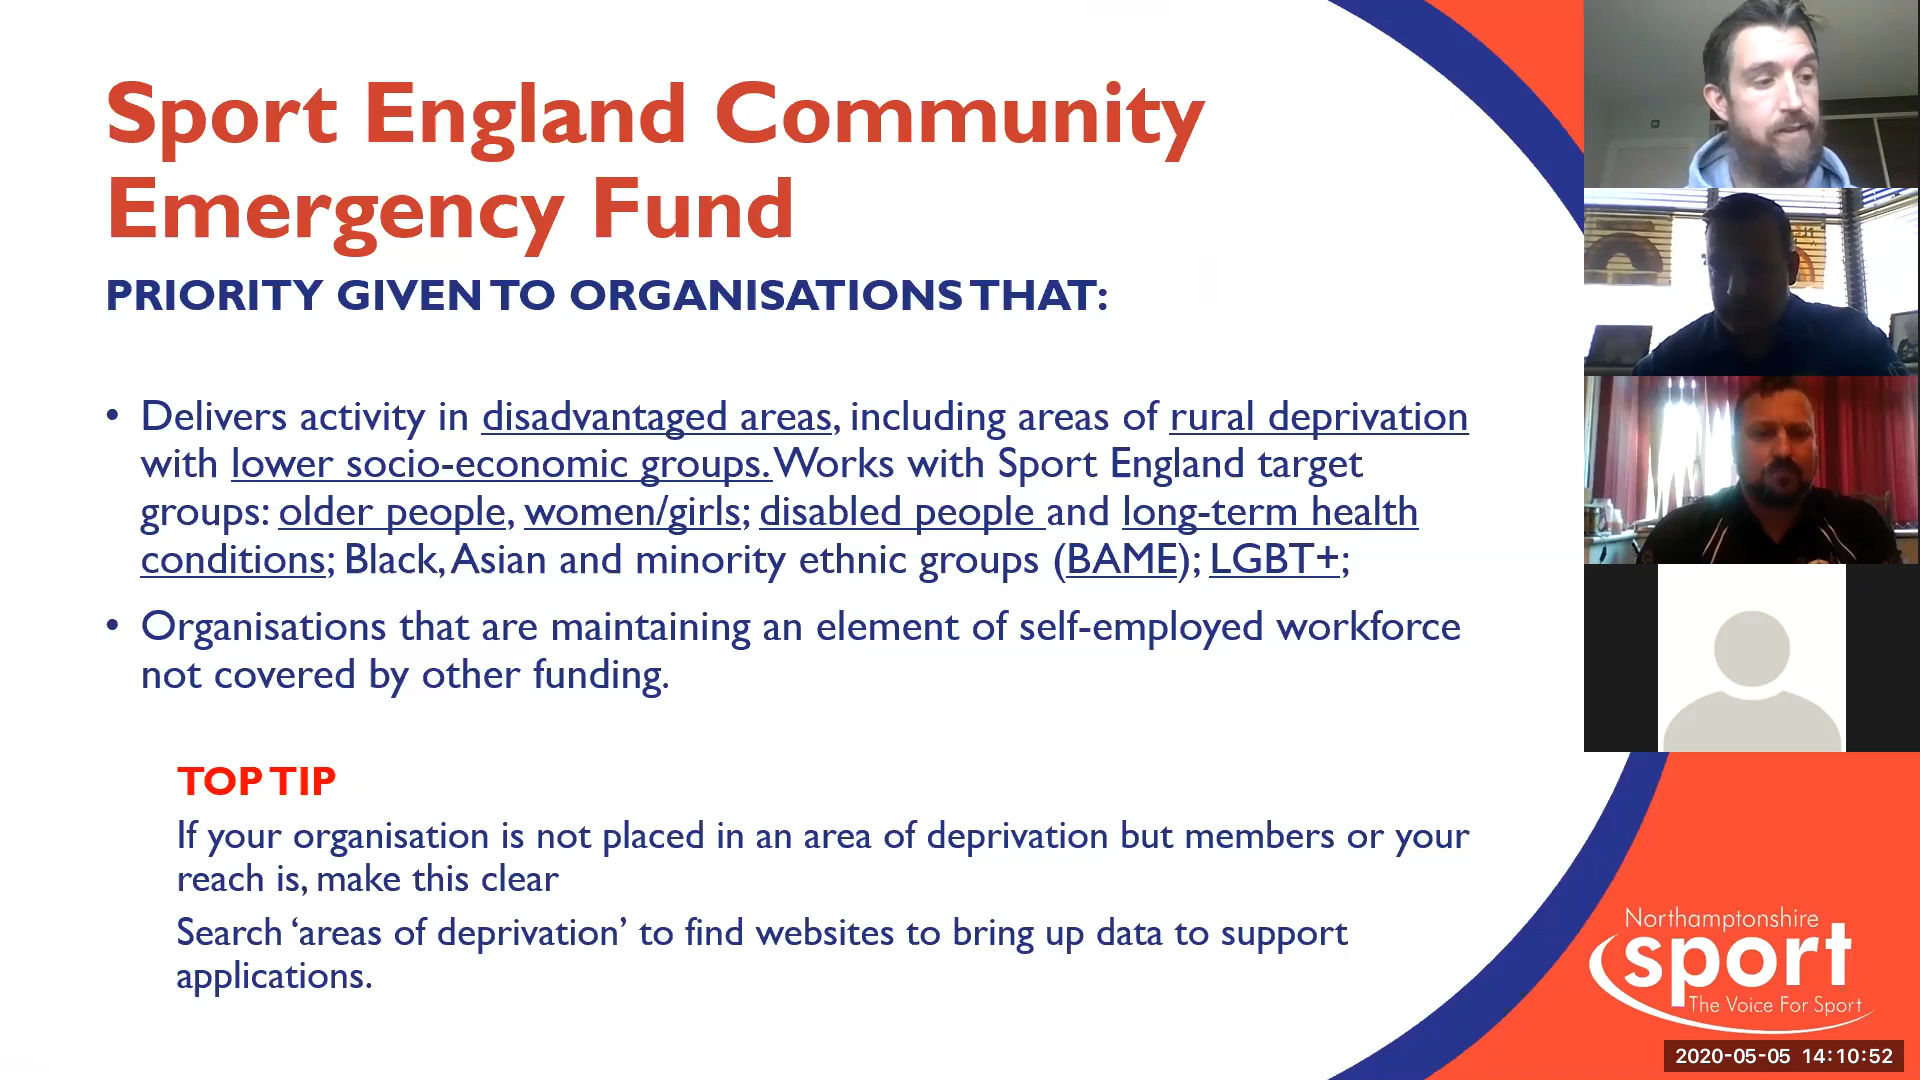 Sport England Community
Emergency Fund
PRIORITY GIVEN TO ORGANISATIONS THAT:
• Delivers activity in disadvantaged areas, including areas of rural deprivation
with lower socio-economic groups. Works with Sport England target
groups: older people, women/girls; disabled people and long-term health
conditions; Black, Asian and minority ethnic groups (BAME); LGBT+;
• Organisations that are maintaining an element of self-employed workforce
not covered by other funding.
TOP TIP
If your organisation is not placed in an area of deprivation but members or your
reach is, make this clear
Search ‘areas of deprivation’ to find websites to bring up data to support
applications.
Northamptonshire
sport
The Voice For Sport
2020-05-05 14:10:52